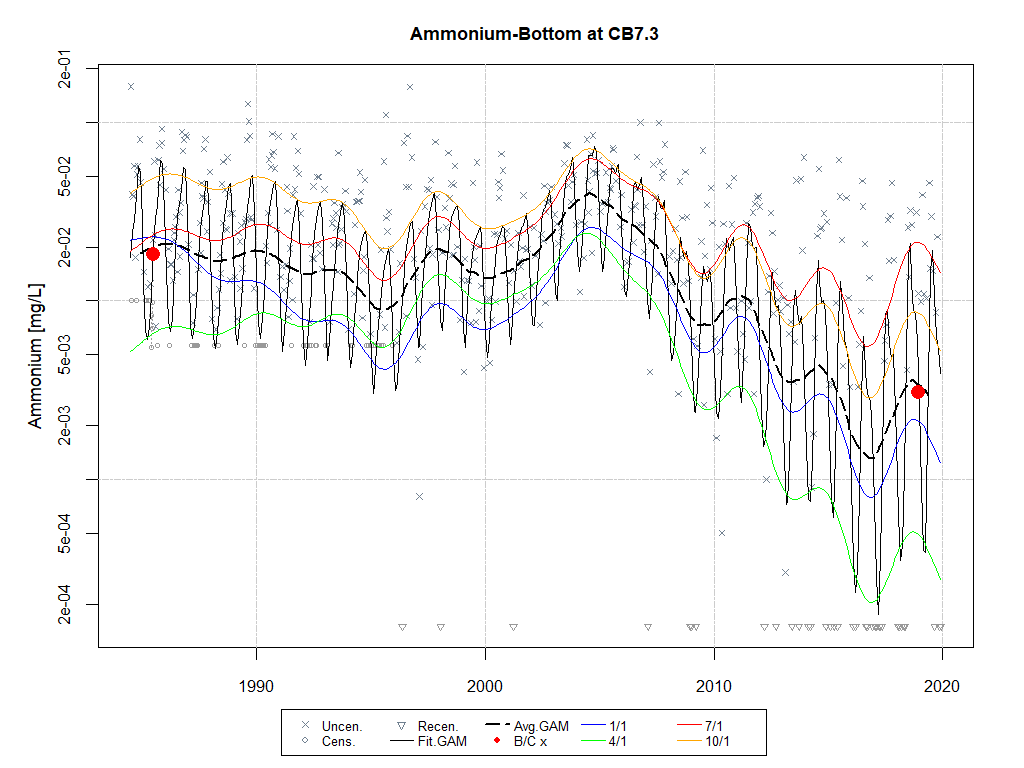 Ammonium-Bottom at CB7.3
Ammonium [mg/L]
2e-01
5e-02
2e-02
5e-03
2e-03
5e-04
2e-04
1990 2000 2010 2020
Uncen. Recen. Avg.GAM 1/1 7/1
Cens. Fit.GAM B/C x 4/1 10/1